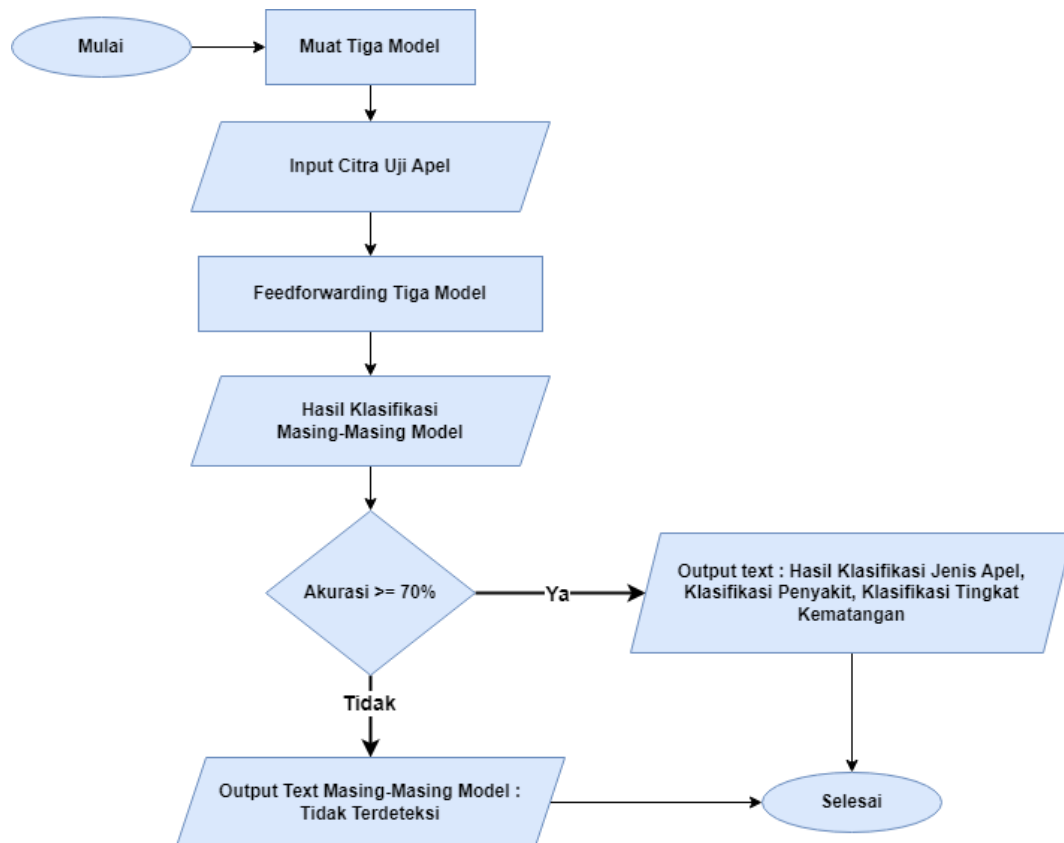 Mulai
Muat Tiga Model
Input Citra Uji Apel
Feedforwarding Tiga Model
Hasil Klasifikasi
Masing-Masing Model
Akurasi >= 70%
Ya
Output text : Hasil Klasifikasi Jenis Apel,
Klasifikasi Penyakit, Klasifikasi Tingkat
Kematangan
Tidak
Output Text Masing-Masing Model :
Tidak Terdeteksi
Selesai